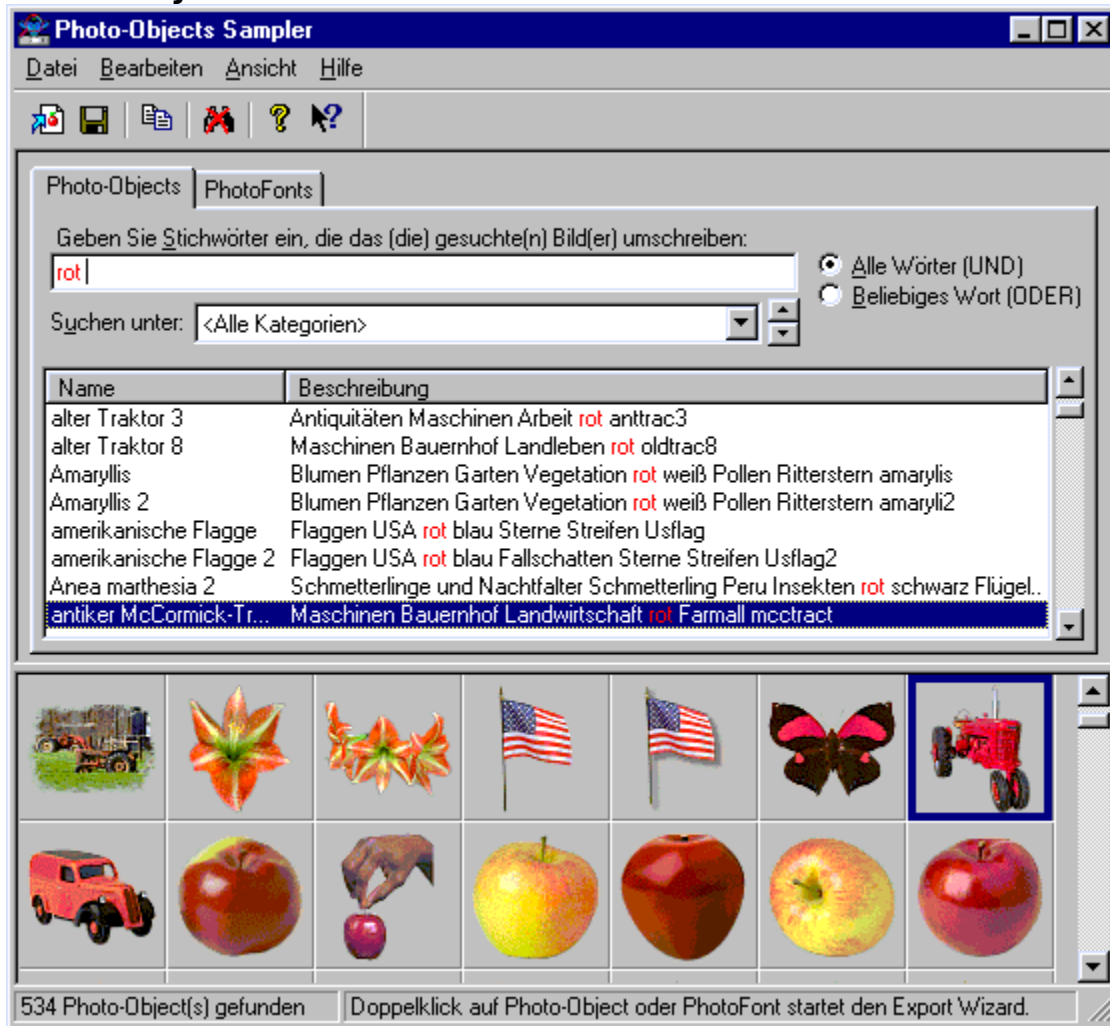 Photo-Objects Sampler
Datei Bearbeiten Ansicht Hilfe
Photo-Objects PhotoFonts
Geben Sie Stichwörter ein, die das (die) gesuchte(n) Bild(er) umschreiben:
rot
Alle Wörter (UND)
Beliebiges Wort (ODER)
Suchen unter: <Alle Kategorien>
Name Beschreibung
alter Traktor 3 Antiquitäten Maschinen Arbeit rot anttrac3
alter Traktor 8 Maschinen Bauernhof Landleben rot oldtrac8
Amaryllis Blumen Pflanzen Garten Vegetation rot weiß Pollen Ritterstern amarylis
Amaryllis 2 Blumen Pflanzen Garten Vegetation rot weiß Pollen Ritterstern amaryli2
amerikanische Flagge Flaggen USA rot blau Sterne Streifen Usflag
amerikanische Flagge 2 Flaggen USA rot blau Fallschatten Sterne Streifen Usflag2
Anea marthesia 2 Schmetterlinge und Nachtfalter Schmetterling Peru Insekten rot schwarz Flügel..
antiker McCormick-Tr... Maschinen Bauernhof Landwirtschaft rot Farmall mcctract
534 Photo-Object(s) gefunden Doppelklick auf Photo-Object oder PhotoFont startet den Export Wizard.